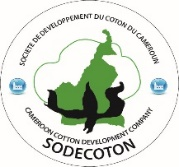 SOCIETE DE DEVELOPPEMENT DU COTON DU CAMEROUN
CAMEROON COTTON DEVELOPMENT COMPANY
SODECOTON